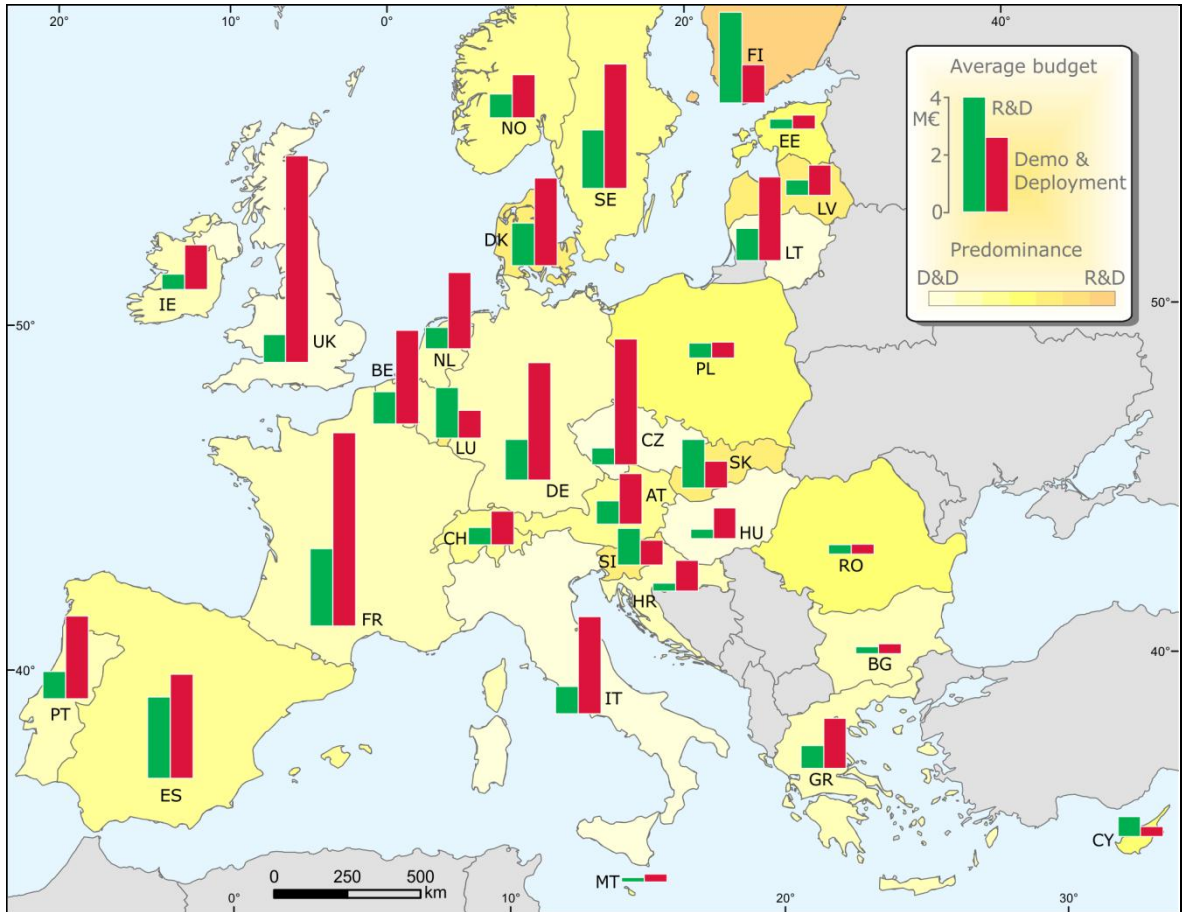 20°
10°
0°
20°
40°
FI
Average budget
4
M€
R&D
2
Demo &
Deployment
0
Predominance
D&D
R&D
NO
EE
SE
LV
DK
LT
IE
UK
50°
50°
NL
BE
PL
LU
CZ
SK
DE
AT
CH
HU
SI
RO
HR
FR
40°
40°
BG
PT
IT
ES
GR
CY
MT
0
250
500
km
0°
10°
20°
30°